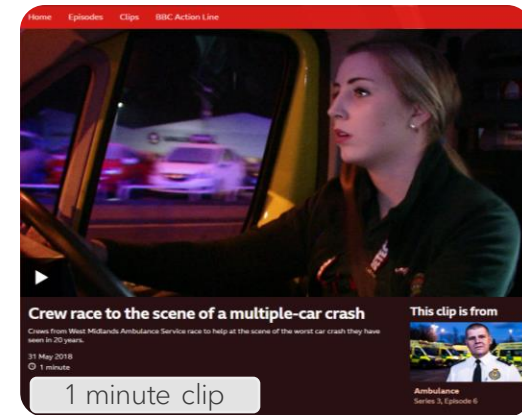 Home Episodes Clips BBC Action Line
Crew race to the scene of a multiple-car crash
Crews from West Midlands Ambulance Service race to help at the scene of the worst car crash they have
seen in 20 years.
31 May 2018
1 minute
1 minute clip
This clip is from
Ambulance
Series 3, Episode 6